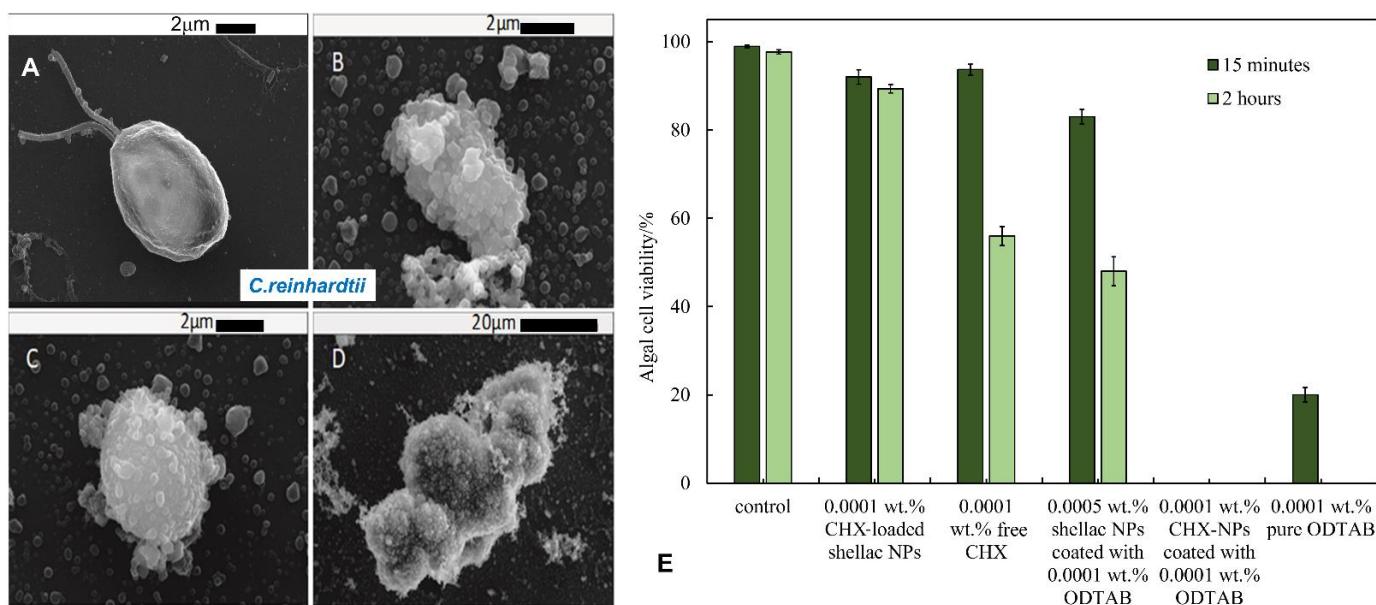 2μm
A
2μm
B
C.reinhardtii
2μm
C
20μm
D
Algal cell viability/%
100
80
60
40
20
0
15 minutes
2 hours
control
0.0001 wt.%
CHX-loaded
shellac NPs
0.0001
wt.% free
CHX
0.0005 wt.%
shellac NPs
coated with
0.0001 wt.%
ODTAB
0.0001 wt.%
CHX-NPs
coated with
0.0001 wt.%
ODTAB
0.0001 wt.%
pure ODTAB
E